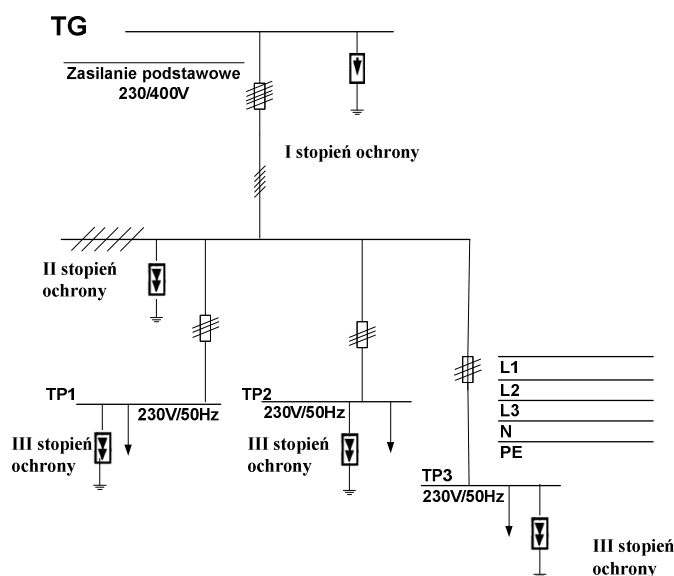 TG
Zasilanie podstawowe
230/400V
I stopień ochrony
II stopień
ochrony
L1
L2
L3
N
PE
TP1
230V/50Hz
III stopień
ochrony
TP2
230V/50Hz
III stopień
ochrony
TP3
230V/50Hz
III stopień
ochrony